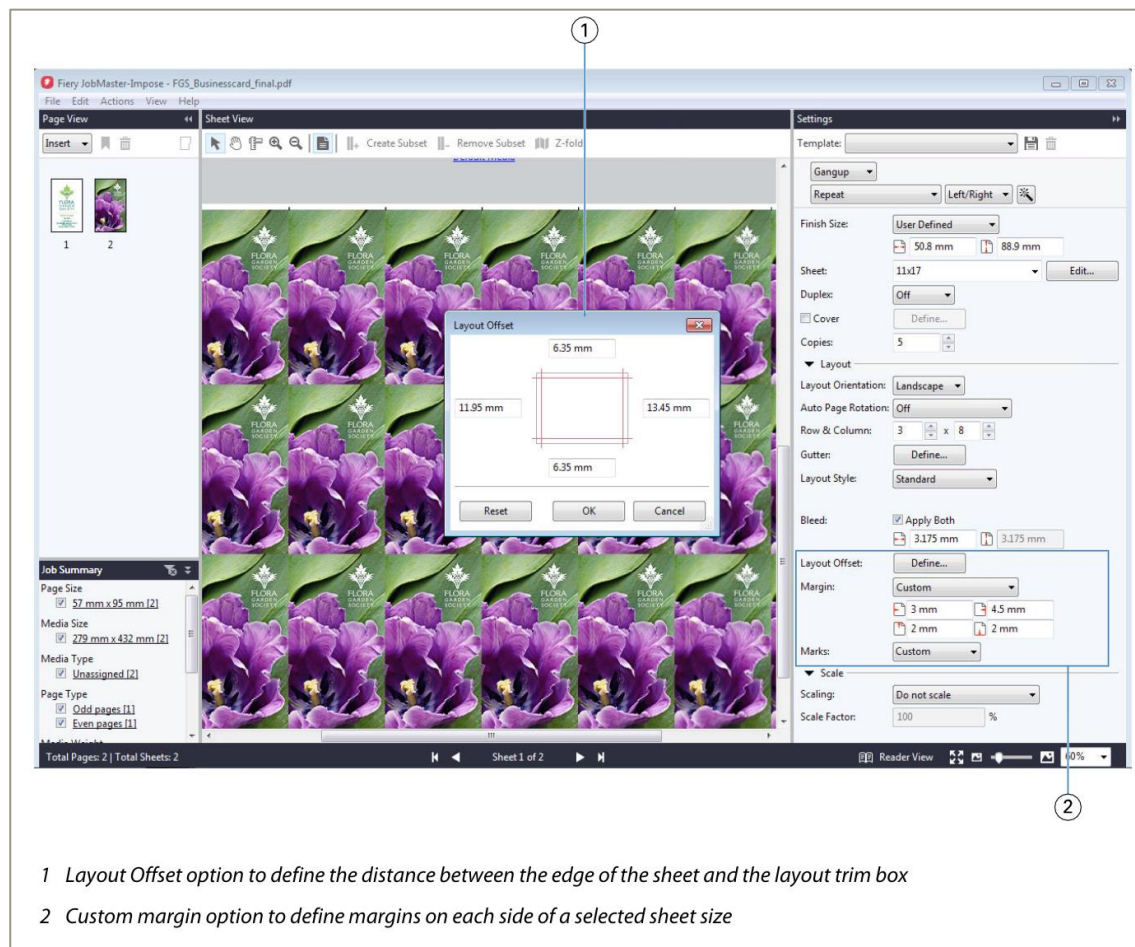 1
Fiery JobMaster-Impose - FGS_Businesscard_final.pdf
File Edit Actions View Help
Page View
Sheet View
Settings
Insert
Create Subset
Remove Subset
Z-fold
Template:
Default Media
Gangup
Repeat
Left/Right
1 2
Finish Size:
User Defined
50.8 mm 88.9 mm
Sheet:
11x17
Edit...
Duplex:
Off
Cover
Define...
Copies:
5
Layout
Layout Orientation:
Landscape
Auto Page Rotation:
Off
Row & Column:
3 x 8
Gutter:
Define...
Layout Style:
Standard
Bleed:
Apply Both
3.175 mm 3.175 mm
Layout Offset:
Define...
Margin:
Custom
3 mm 4.5 mm
2 mm 2 mm
Marks:
Custom
Scale
Scaling:
Do not scale
Scale Factor:
100 %
FLORA
GARDEN
SOCIETY
Layout Offset
6.35 mm
11.95 mm 13.45 mm
6.35 mm
Reset OK Cancel
Job Summary
Page Size
57 mm x 95 mm [2]
Media Size
279 mm x 432 mm [2]
Media Type
Unassigned [2]
Page Type
Odd pages [1]
Even pages [1]
Media Weight
Total Pages: 2 | Total Sheets: 2
Sheet 1 of 2
Reader View
60%
2
1 Layout Offset option to define the distance between the edge of the sheet and the layout trim box
2 Custom margin option to define margins on each side of a selected sheet size